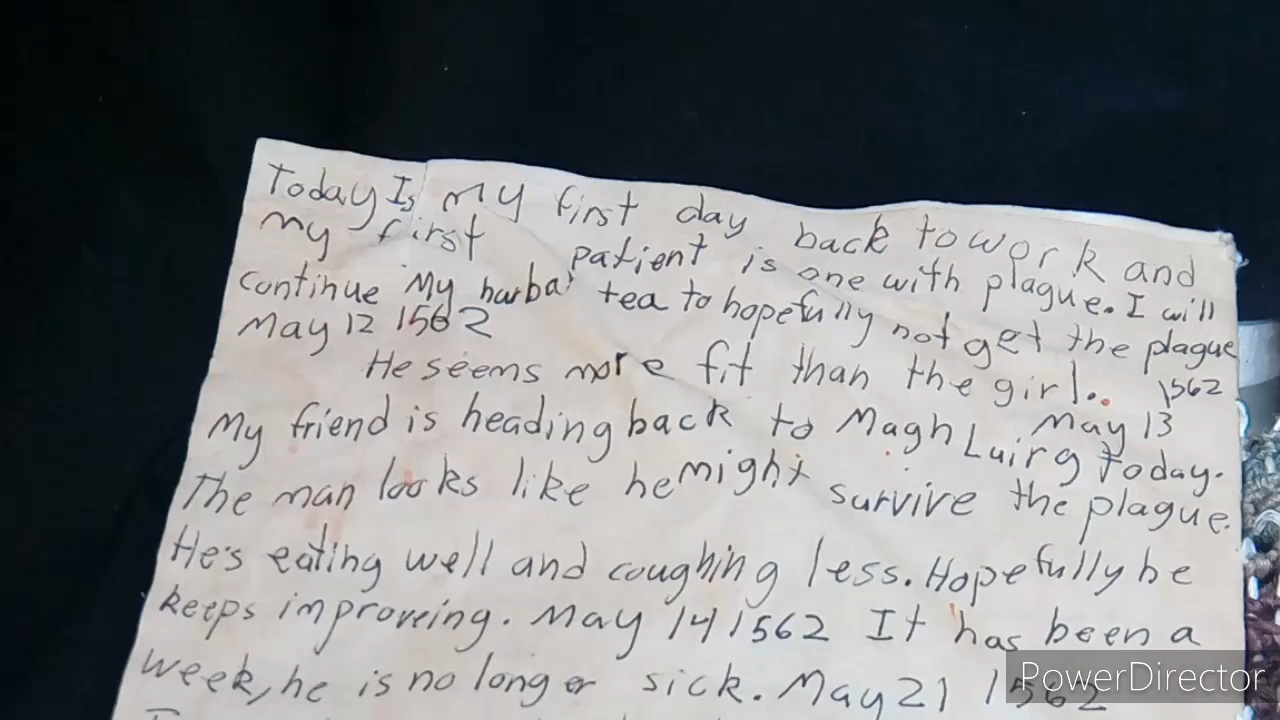 Today Is my first day back to work and
my first patient is one with plague. I will
continue My harbal tea to hopefully not get the plague
May 12 1562
He seems more fit than the girl.. 1562
May 13
My friend is heading back to Magh Luirg Today.
The man looks like he might survive the plague.
He's eating well and coughing less. Hopefully he
keeps improveing. May 14 1562 It has been a
week, he is no longer sick. May 21 1562
PowerDirector